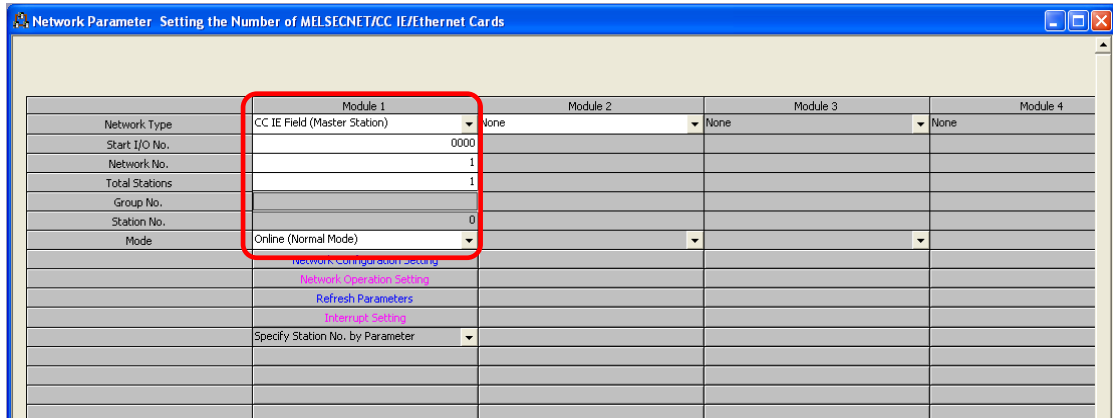 Network Parameter Setting the Number of MELSECNET/CC IE/Ethernet Cards
Module 1 Module 2 Module 3 Module 4
Network Type CC IE Field (Master Station) None None None
Start I/O No. 0000
Network No. 1
Total Stations 1
Group No.
Station No. 0
Mode Online (Normal Mode)
Network Configuration Setting
Network Operation Setting
Refresh Parameters
Interrupt Setting
Specify Station No. by Parameter